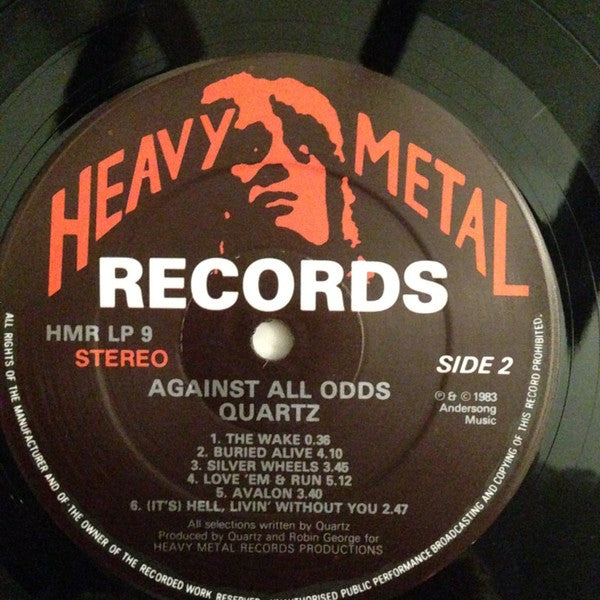 HEAVY METAL
RECORDS
HMR LP 9
STEREO
SIDE 2
AGAINST ALL ODDS
QUARTZ
℗ & © 1983
Andersong
Music
1. THE WAKE 0.36
2. BURIED ALIVE 4.10
3. SILVER WHEELS 3.45
4. LOVE 'EM & RUN 5.12
5. AVALON 3.40
6. (IT'S) HELL, LIVIN' WITHOUT YOU 2.47
All selections written by Quartz
Produced by Quartz and Robin George for
HEAVY METAL RECORDS PRODUCTIONS
ALL RIGHTS OF THE MANUFACTURER AND OF THE OWNER OF THE RECORDED WORK RESERVED. UNAUTHORISED PUBLIC PERFORMANCE BROADCASTING AND COPYING OF THIS RECORD PROHIBITED.